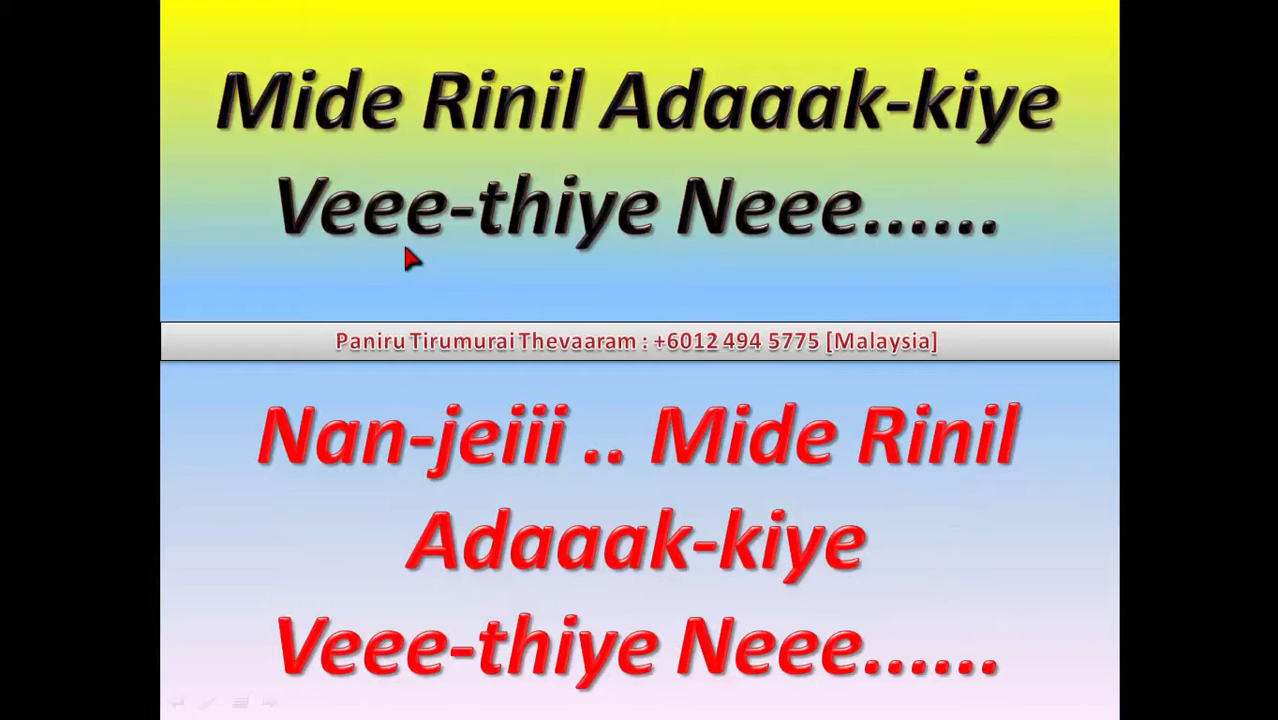 Mide Rinil Adaaak-kiye
Veee-thiye Neee......
Paniru Tirumurai Thevaaram : +6012 494 5775 [Malaysia]
Nan-jeiii .. Mide Rinil
Adaaak-kiye
Veee-thiye Neee......